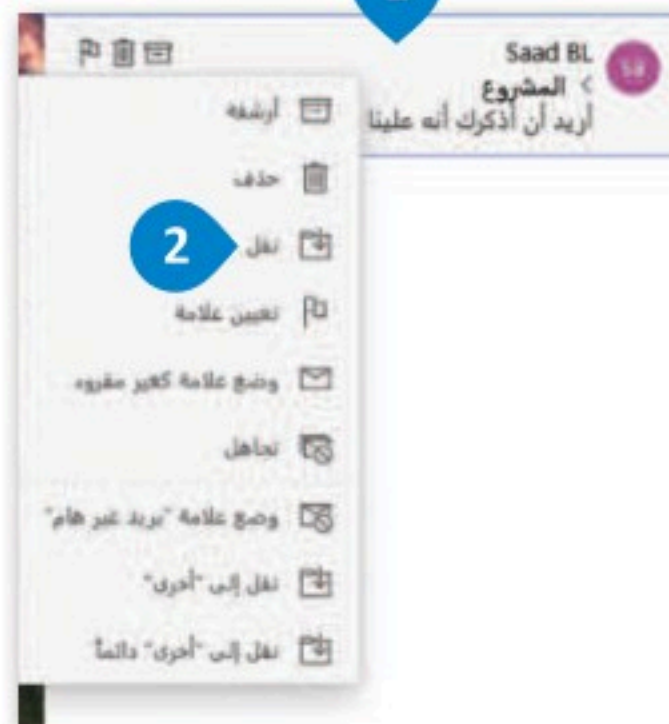 Saad BL
المشروع
أريد أن أذكرك أنه علينا
أرشفة
حذف
2
نقل
تعيين علامة
وضع علامة كغير مقروء
تجاهل
وضع علامة "بريد غير هام"
نقل إلى "أخرى"
نقل إلى "أخرى" دائماً